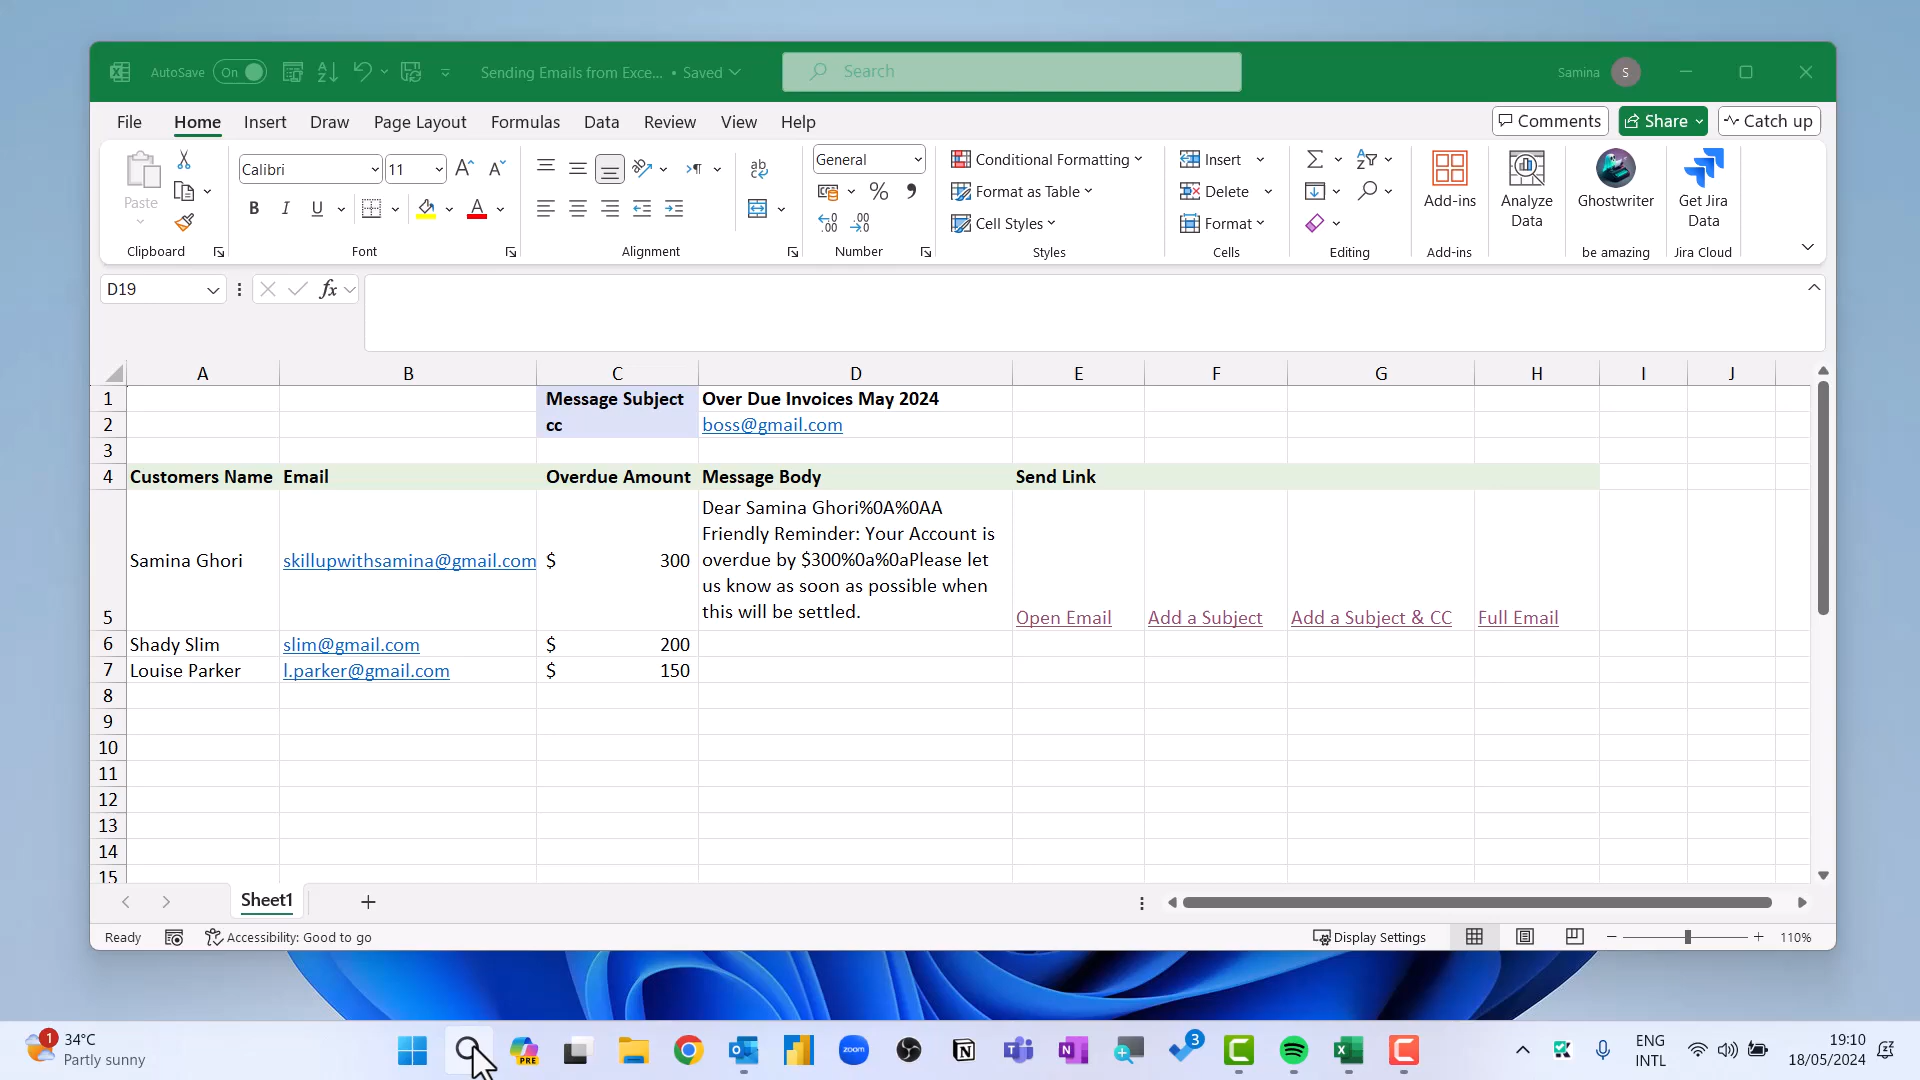 AutoSave On Sending Emails from Exce... • Saved Search Samina S
File Home Insert Draw Page Layout Formulas Data Review View Help Comments Share Catch up
Paste
Clipboard
Calibri 11
B I U A
Font
Alignment
General
Number
Conditional Formatting
Format as Table
Cell Styles
Styles
Insert
Delete
Format
Cells
Editing
Add-ins
Add-ins
Analyze
Data
Ghostwriter
be amazing
Get Jira
Data
Jira Cloud
D19 fx
A B C D E F G H I J
1 Message Subject Over Due Invoices May 2024
2 cc boss@gmail.com
3
4 Customers Name Email Overdue Amount Message Body Send Link
Dear Samina Ghori%0A%0AA
Friendly Reminder: Your Account is
Samina Ghori skillupwithsamina@gmail.com $ 300 overdue by $300%0a%0aPlease let
us know as soon as possible when
this will be settled.
5 Open Email Add a Subject Add a Subject & CC Full Email
6 Shady Slim slim@gmail.com $ 200
7 Louise Parker l.parker@gmail.com $ 150
8
9
10
11
12
13
14
15
Sheet1
Ready Accessibility: Good to go Display Settings 110%
1 34°C
Partly sunny
PRE
zoom
3
ENG
INTL
19:10
18/05/2024